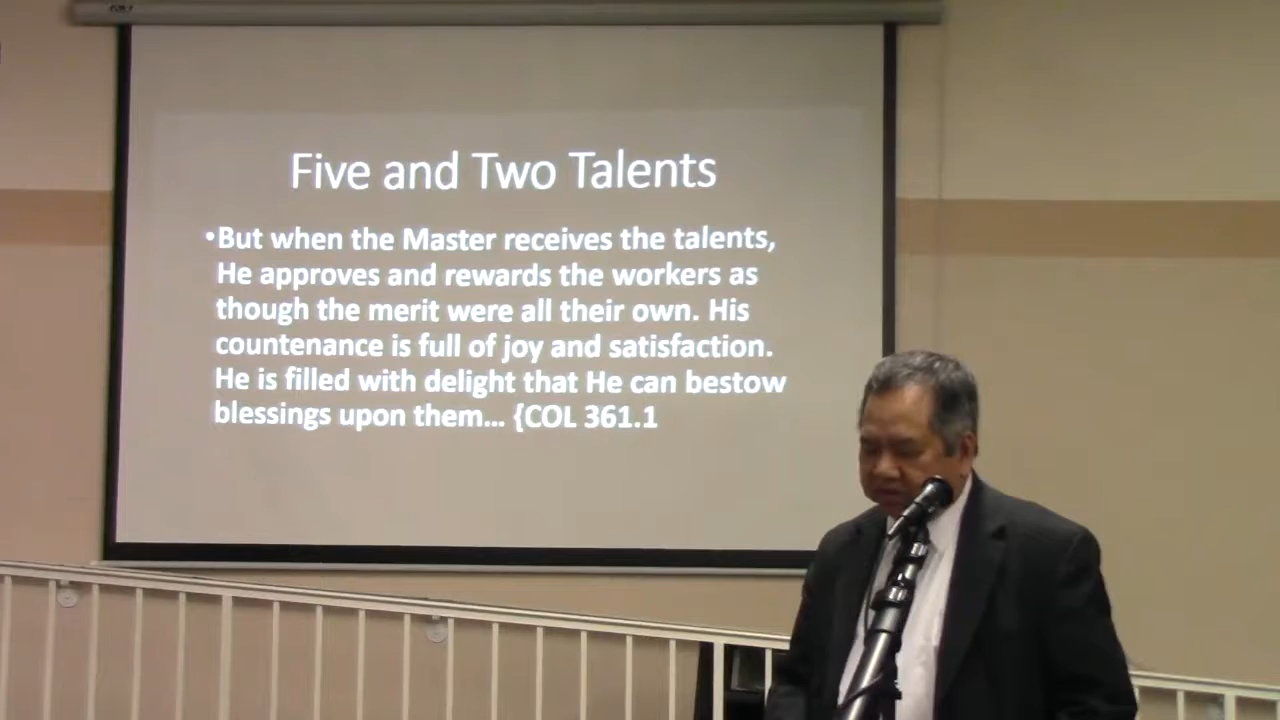 Five and Two Talents
•But when the Master receives the talents,
He approves and rewards the workers as
though the merit were all their own. His
countenance is full of joy and satisfaction.
He is filled with delight that He can bestow
blessings upon them... {COL 361.1